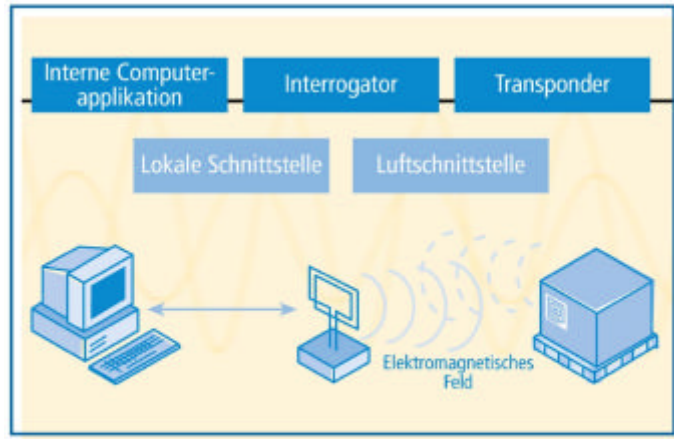 Interne Computer-
applikation
Interrogator
Transponder
Lokale Schnittstelle
Luftschnittstelle
Elektromagnetisches
Feld